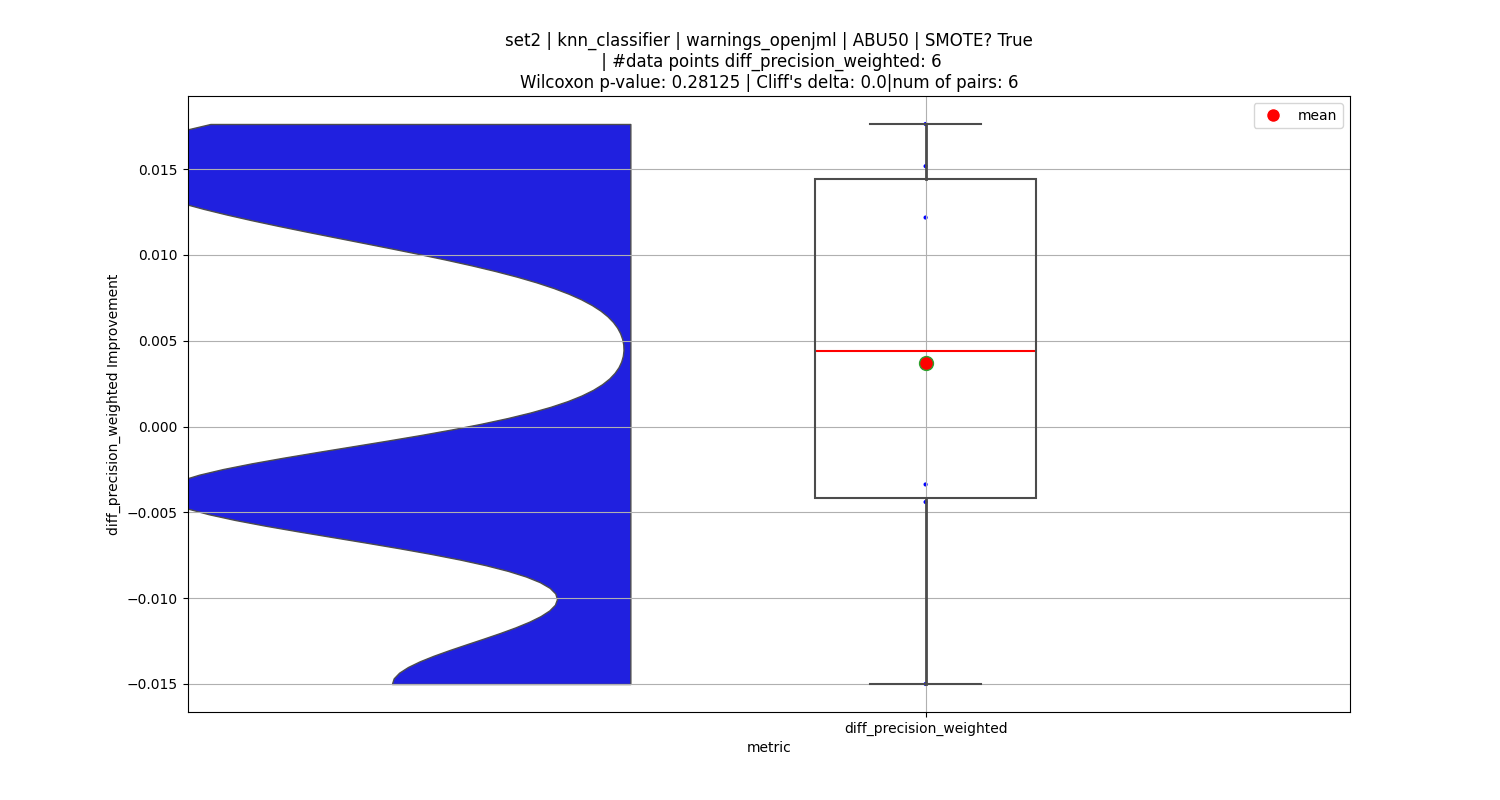 set2 | knn_classifier | warnings_openjml | ABU50 | SMOTE? True
| #data points diff_precision_weighted: 6
Wilcoxon p-value: 0.28125 | Cliff's delta: 0.0|num of pairs: 6
mean
0.015
0.010
0.005
0.000
−0.005
−0.010
−0.015
diff_precision_weighted Improvement
diff_precision_weighted
metric